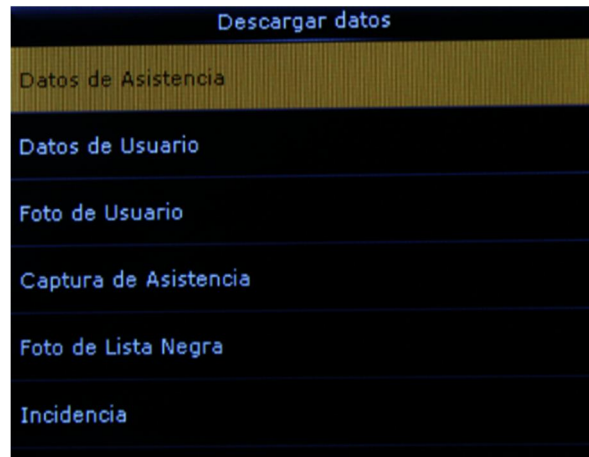 Descargar datos
Datos de Asistencia
Datos de Usuario
Foto de Usuario
Captura de Asistencia
Foto de Lista Negra
Incidencia